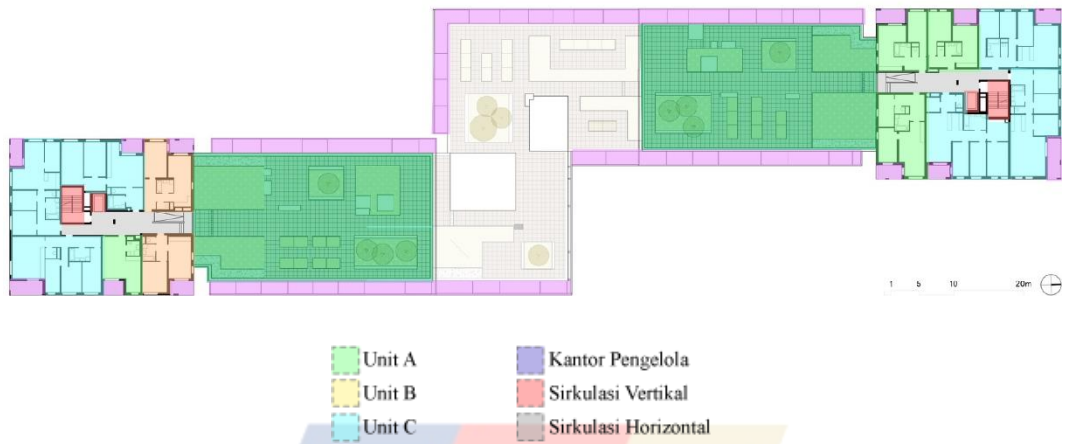 1 5 10 20m
Unit A
Kantor Pengelola
Unit B
Sirkulasi Vertikal
Unit C
Sirkulasi Horizontal